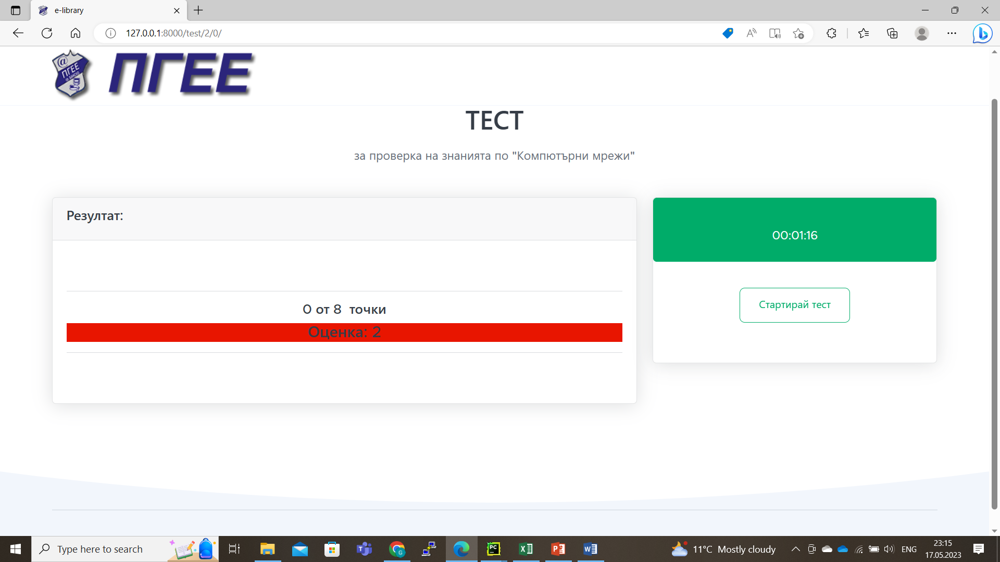 e-library
127.0.0.1:8000/test/2/0/
@
ПГЕЕ
ПГЕЕ
ТЕСТ
за проверка на знанията по "Компютърни мрежи"
Резултат:
00:01:16
0 от 8 точки
Оценка: 2
Стартирай тест
Type here to search
11°C Mostly cloudy
ENG
23:15
17.05.2023